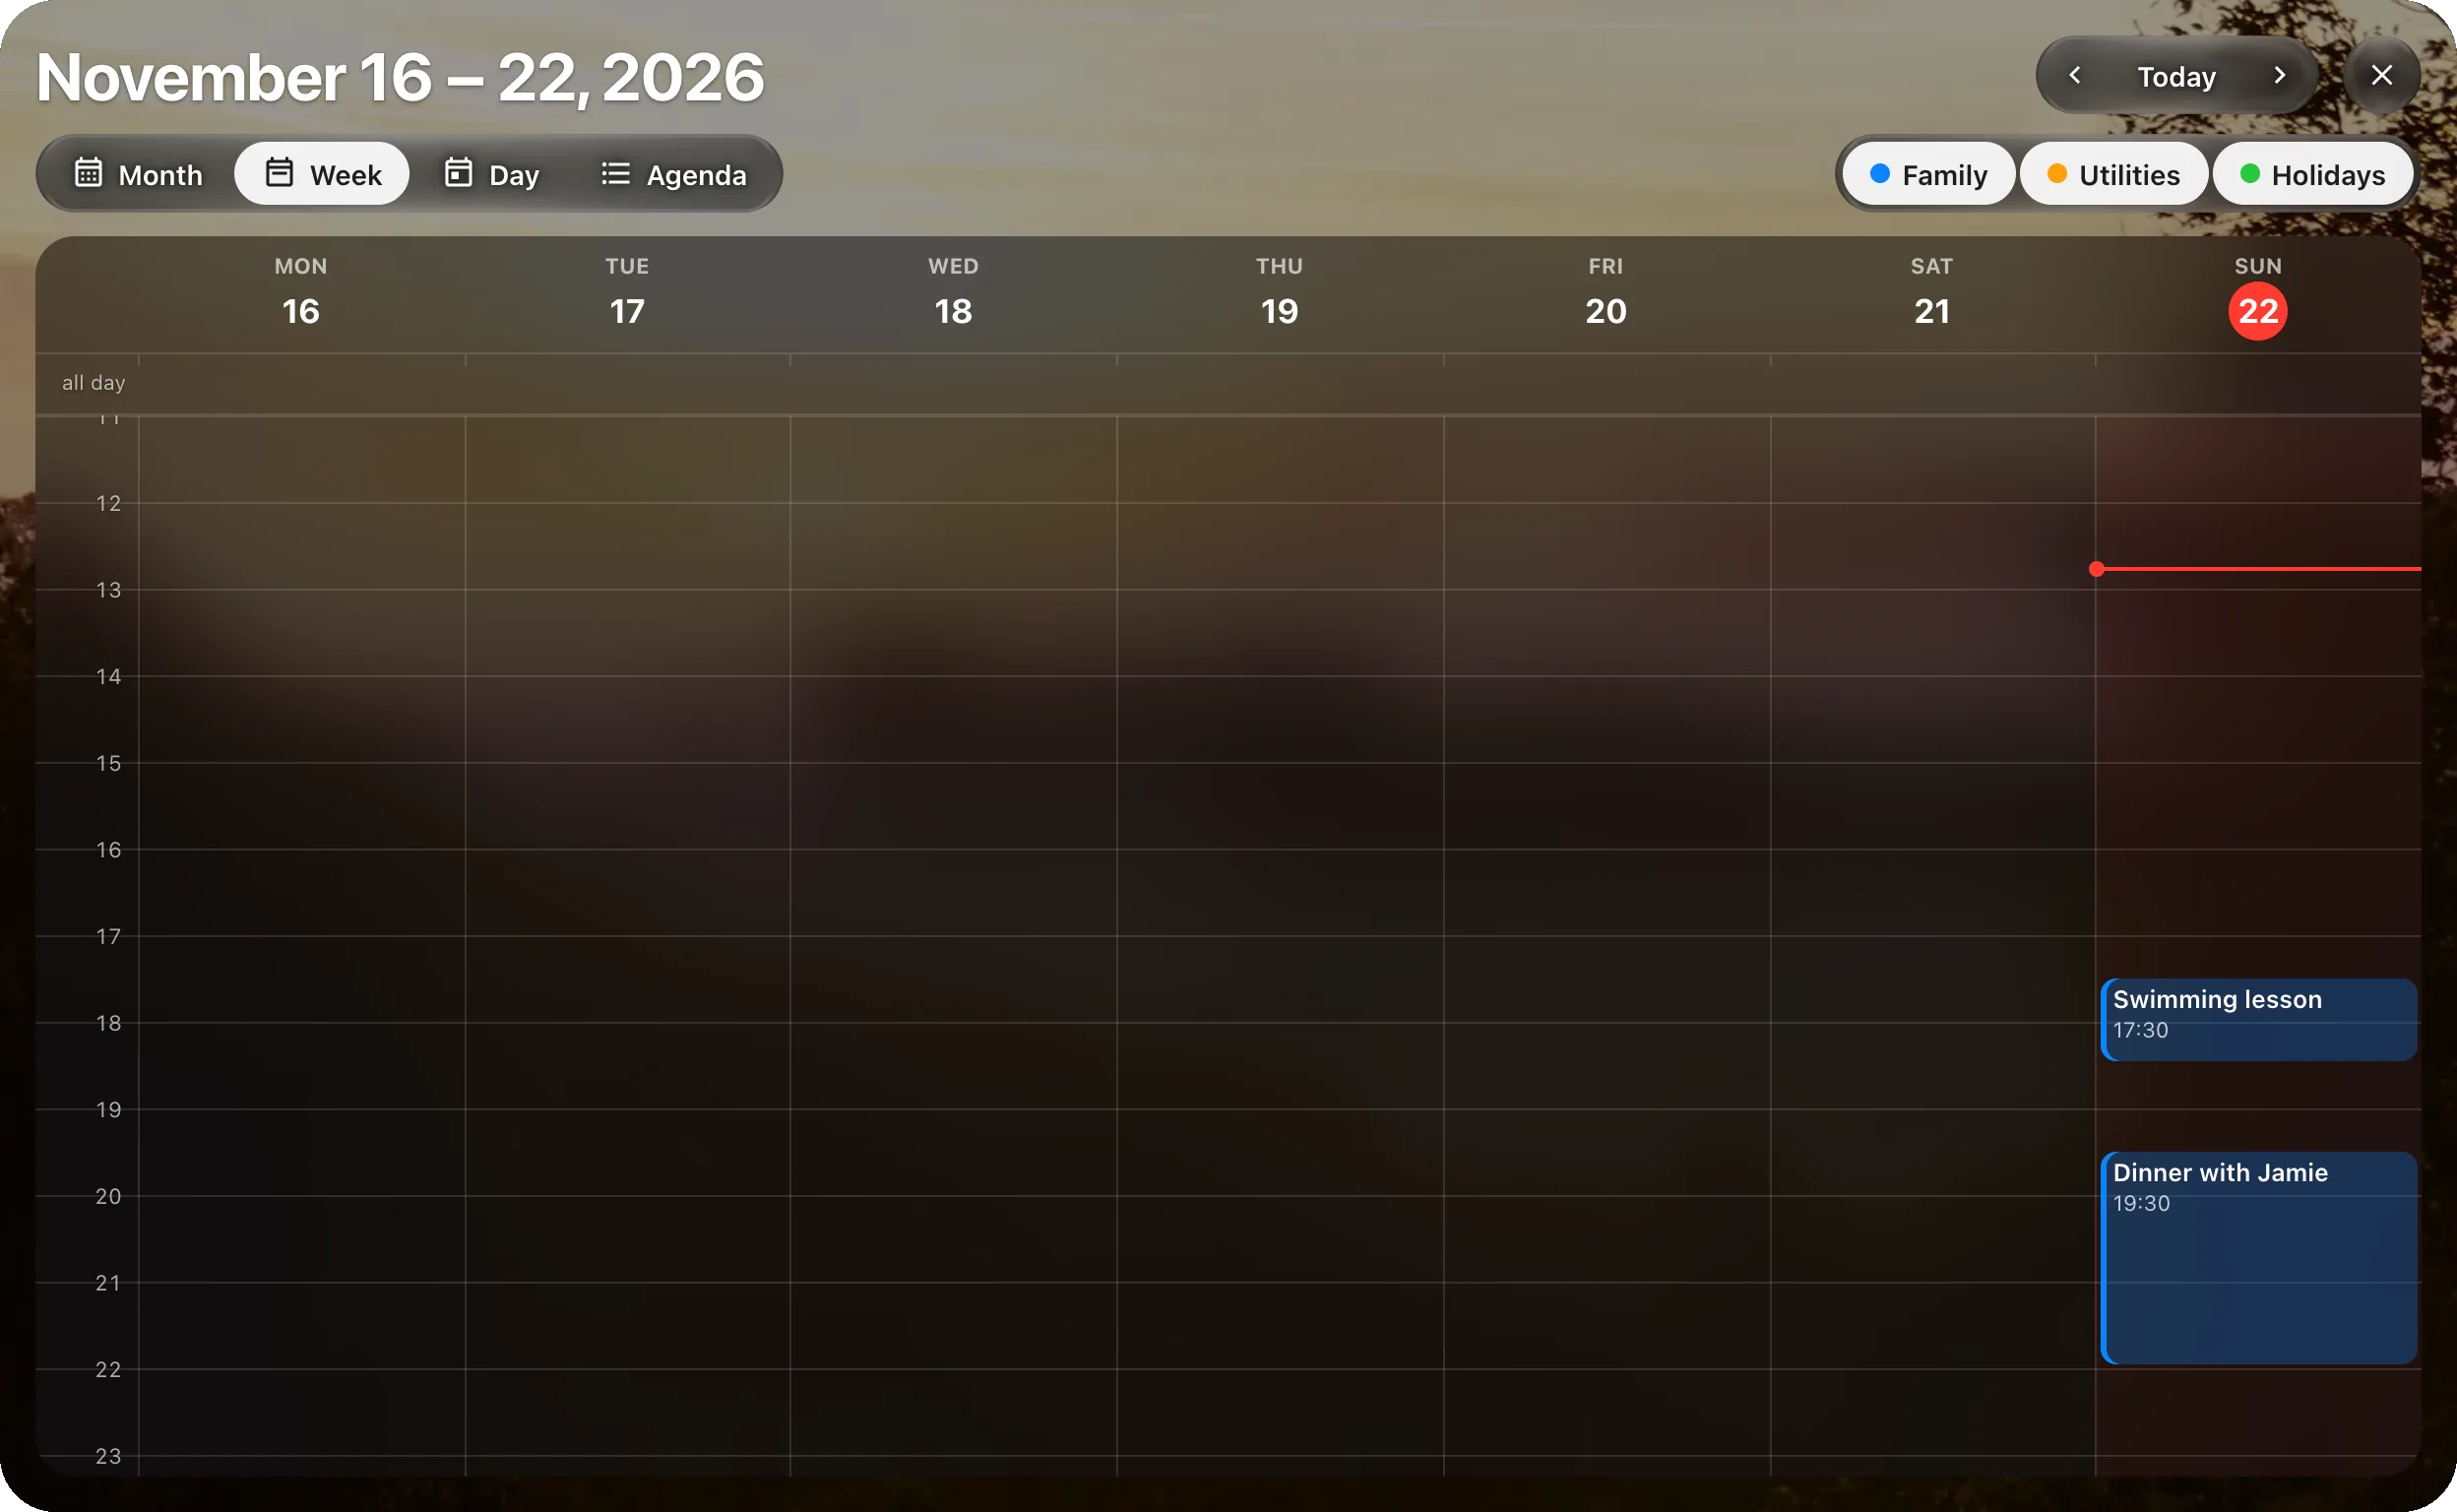 November 16 – 22, 2026
Today
Month
Week
Day
Agenda
Family
Utilities
Holidays
MON
TUE
WED
THU
FRI
SAT
SUN
16
17
18
19
20
21
22
all day
11
12
13
14
15
16
17
18
19
20
21
22
23
Swimming lesson
17:30
Dinner with Jamie
19:30